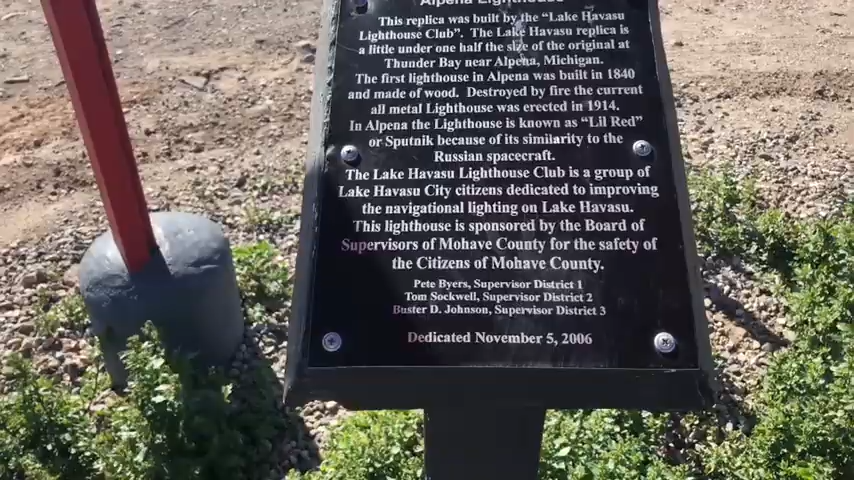 Alpena Lighthouse
This replica was built by the "Lake Havasu
Lighthouse Club". The Lake Havasu replica is
a little under one half the size of the original at
Thunder Bay near Alpena, Michigan.
The first lighthouse in Alpena was built in 1840
and made of wood. Destroyed by fire the current
all metal Lighthouse was erected in 1914.
In Alpena the Lighthouse is known as "Lil Red"
or Sputnik because of its similarity to the
Russian spacecraft.
The Lake Havasu Lighthouse Club is a group of
Lake Havasu City citizens dedicated to improving
the navigational lighting on Lake Havasu.
This lighthouse is sponsored by the Board of
Supervisors of Mohave County for the safety of
the Citizens of Mohave County.
Pete Byers, Supervisor District 1
Tom Sockwell, Supervisor District 2
Buster D. Johnson, Supervisor District 3
Dedicated November 5, 2006